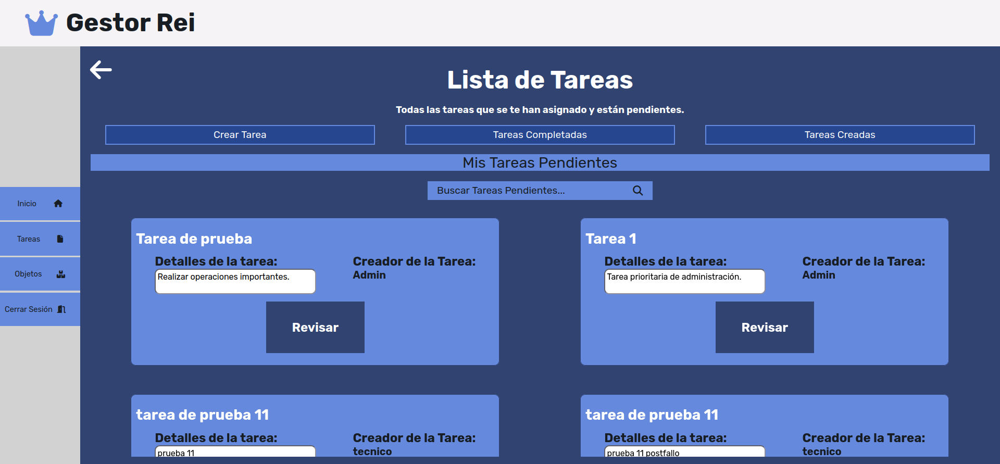 Gestor Rei
Lista de Tareas
Todas las tareas que se te han asignado y están pendientes.
Crear Tarea
Tareas Completadas
Tareas Creadas
Mis Tareas Pendientes
Buscar Tareas Pendientes...
Inicio
Tareas
Objetos
Cerrar Sesión
Tarea de prueba
Detalles de la tarea:
Realizar operaciones importantes.
Creador de la Tarea:
Admin
Revisar
Tarea 1
Detalles de la tarea:
Tarea prioritaria de administración.
Creador de la Tarea:
Admin
Revisar
tarea de prueba 11
Detalles de la tarea:
prueba 11
Creador de la Tarea:
tecnico
tarea de prueba 11
Detalles de la tarea:
prueba 11 postfallo
Creador de la Tarea:
tecnico